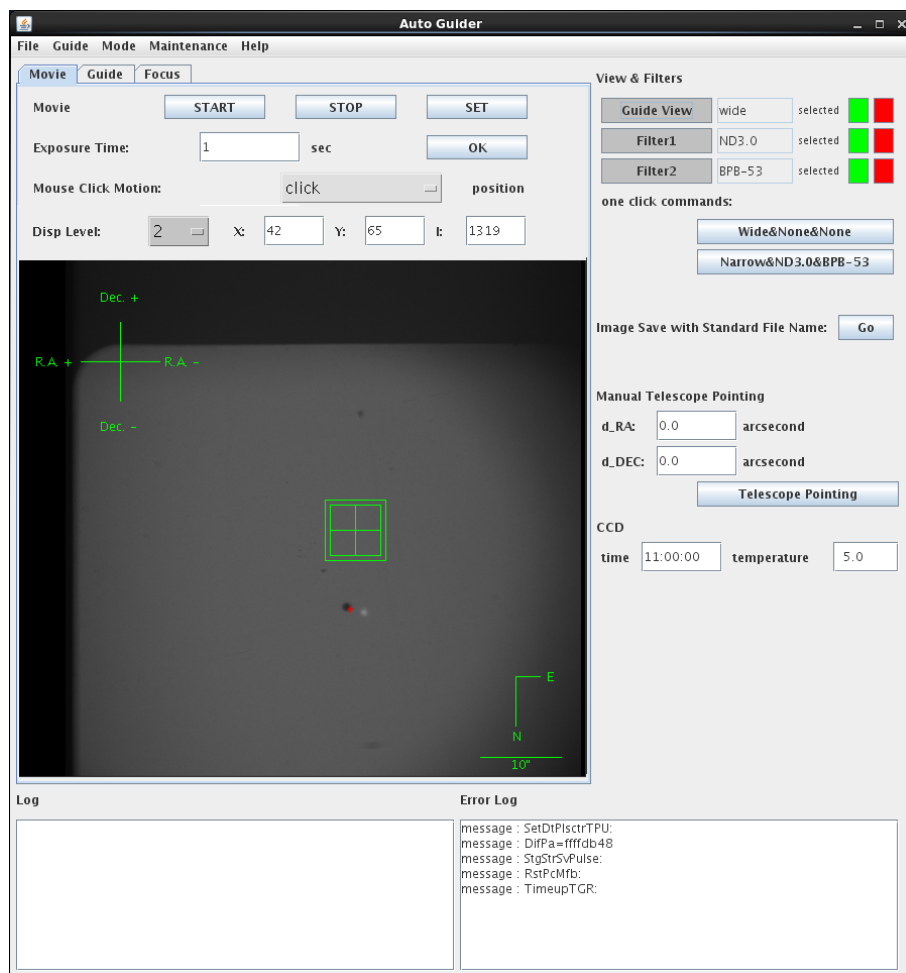 Auto Guider
File Guide Mode Maintenance Help
Movie Guide Focus
Movie START STOP SET
Exposure Time: 1 sec OK
Mouse Click Motion: click position
Disp Level: 2 X: 42 Y: 65 I: 1319
Dec. +
R.A. + R.A. -
Dec. -
E
N
10"
View & Filters
Guide View wide selected
Filter1 ND3.0 selected
Filter2 BPB-53 selected
one click commands:
Wide&None&None
Narrow&ND3.0&BPB-53
Image Save with Standard File Name: Go
Manual Telescope Pointing
d_RA: 0.0 arcsecond
d_DEC: 0.0 arcsecond
Telescope Pointing
CCD
time 11:00:00 temperature 5.0
Log
Error Log
message : SetDtPlsctrTPU:
message : DifPa=ffffdb48
message : StgStrSvPulse:
message : RstPcMfb:
message : TimeupTGR: